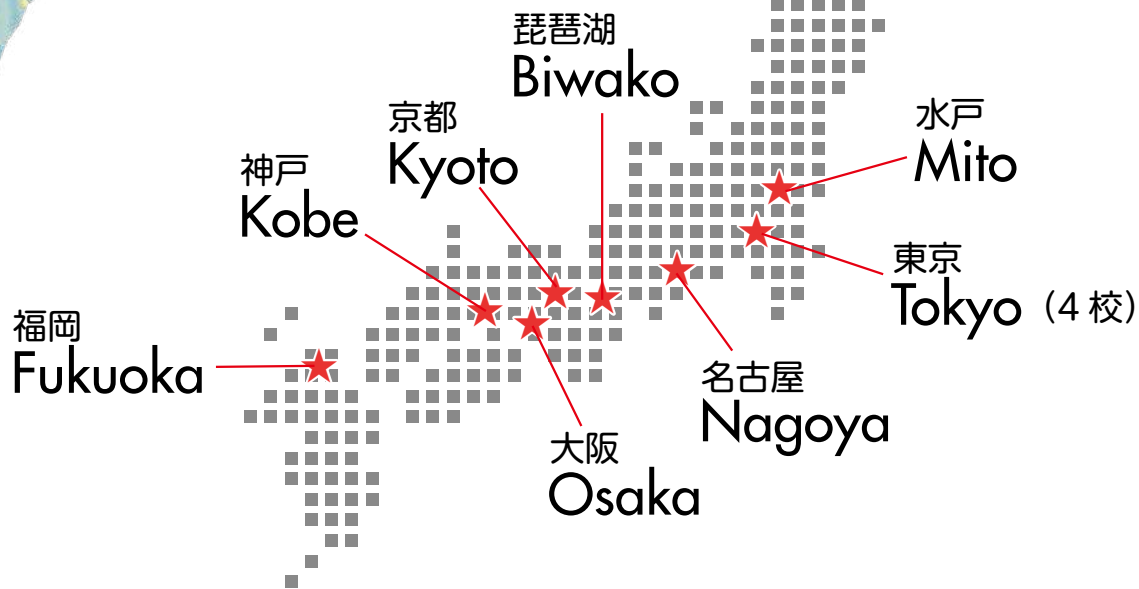 琵琶湖
Biwako
京都
Kyoto
水戸
Mito
神戸
Kobe
東京
Tokyo（4校）
福岡
Fukuoka
名古屋
Nagoya
大阪
Osaka